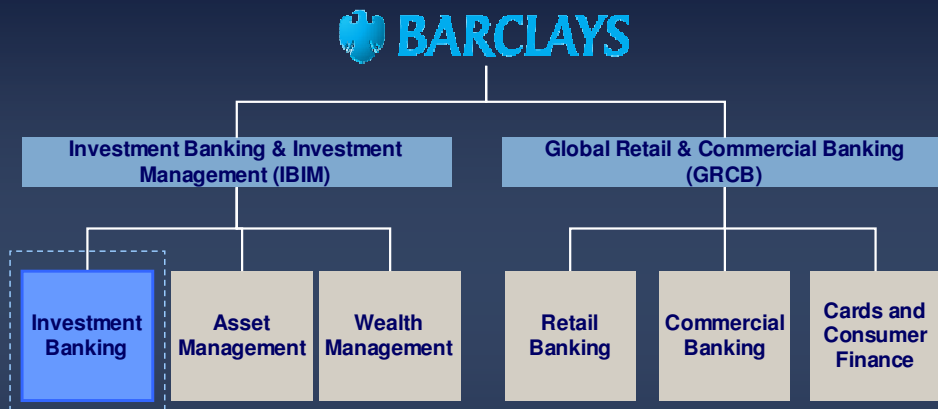 BARCLAYS
Investment Banking & Investment
Management (IBIM)
Global Retail & Commercial Banking
(GRCB)
Investment
Banking
Asset
Management
Wealth
Management
Retail
Banking
Commercial
Banking
Cards and
Consumer
Finance